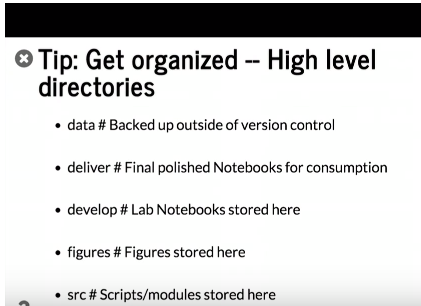 Tip: Get organized -- High level
directories
• data # Backed up outside of version control
• deliver # Final polished Notebooks for consumption
• develop # Lab Notebooks stored here
• figures # Figures stored here
• src # Scripts/modules stored here